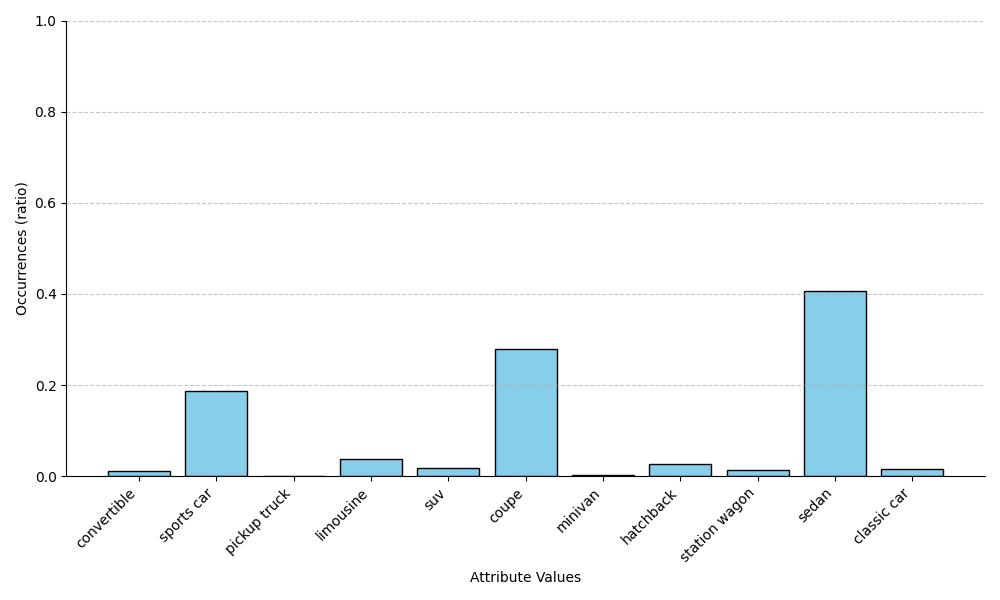 1.0
0.8
0.6
0.4
0.2
0.0
Occurrences (ratio)
convertible
sports car
pickup truck
limousine
suv
coupe
minivan
hatchback
station wagon
sedan
classic car
Attribute Values